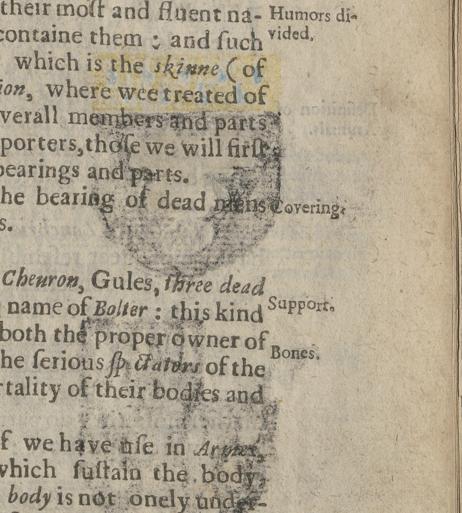 their moſt and fluent na- Humors di-
containe them : and ſuch vided.
which is the skinne ( of
ion, where wee treated of
verall members and parts
porters, thoſe we will firſt
bearings and parts.
he bearing of dead mens Covering.
s.
Cheuron, Gules, three dead
name of Bolter : this kind Support.
both the proper owner of
he ſerious ſp ctators of the Bones.
rtality of their bodies and
f we have uſe in Armes,
which ſuſtain the body,
body is not onely under-